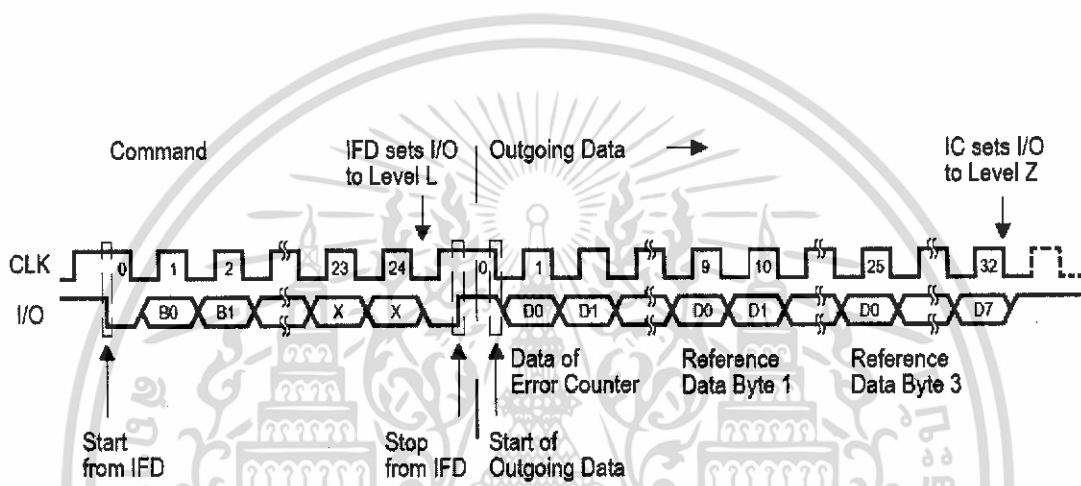 Command
IFD sets I/O
to Level L
Outgoing Data
IC sets I/O
to Level Z
CLK
0 1 2 23 24 0 1 9 10 25 32
I/O
B0 B1 X X D0 D1 D0 D1 D0 D7
Data of
Error Counter
Reference
Data Byte 1
Reference
Data Byte 3
Start
from IFD
Stop
from IFD
Start of
Outgoing Data